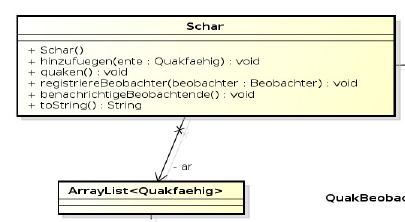 Schar
+ Schar()
+ hinzufuegen(ente : Quakfaehig) : void
+ quaken() : void
+ registriereBeobachter(beobachter : Beobachter) : void
+ benachrichtigeBeobachtende() : void
+ toString() : String
- ar
ArrayList<Quakfaehig>
QuakBeobac